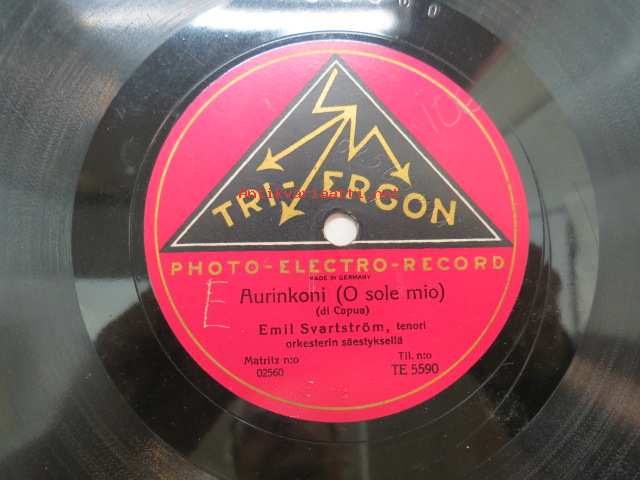 TRI-ERGON
PHOTO-ELECTRO-RECORD
MADE IN GERMANY
E
Aurinkoni (O sole mio)
(di Capua)
Emil Svartström, tenori
orkesterin säestyksellä
Matritz n:o
02560
Til. n:o
TE 5590